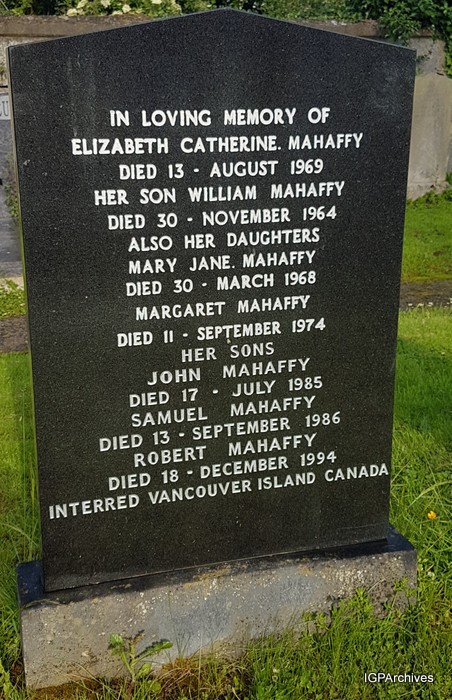 IN LOVING MEMORY OF
ELIZABETH CATHERINE. MAHAFFY
DIED 13 - AUGUST 1969
HER SON WILLIAM MAHAFFY
DIED 30 - NOVEMBER 1964
ALSO HER DAUGHTERS
MARY JANE. MAHAFFY
DIED 30 - MARCH 1968
MARGARET MAHAFFY
DIED 11 - SEPTEMBER 1974
HER SONS
JOHN MAHAFFY
DIED 17 - JULY 1985
SAMUEL MAHAFFY
DIED 13 - SEPTEMBER 1986
ROBERT MAHAFFY
DIED 18 - DECEMBER 1994
INTERRED VANCOUVER ISLAND CANADA
IGPArchives